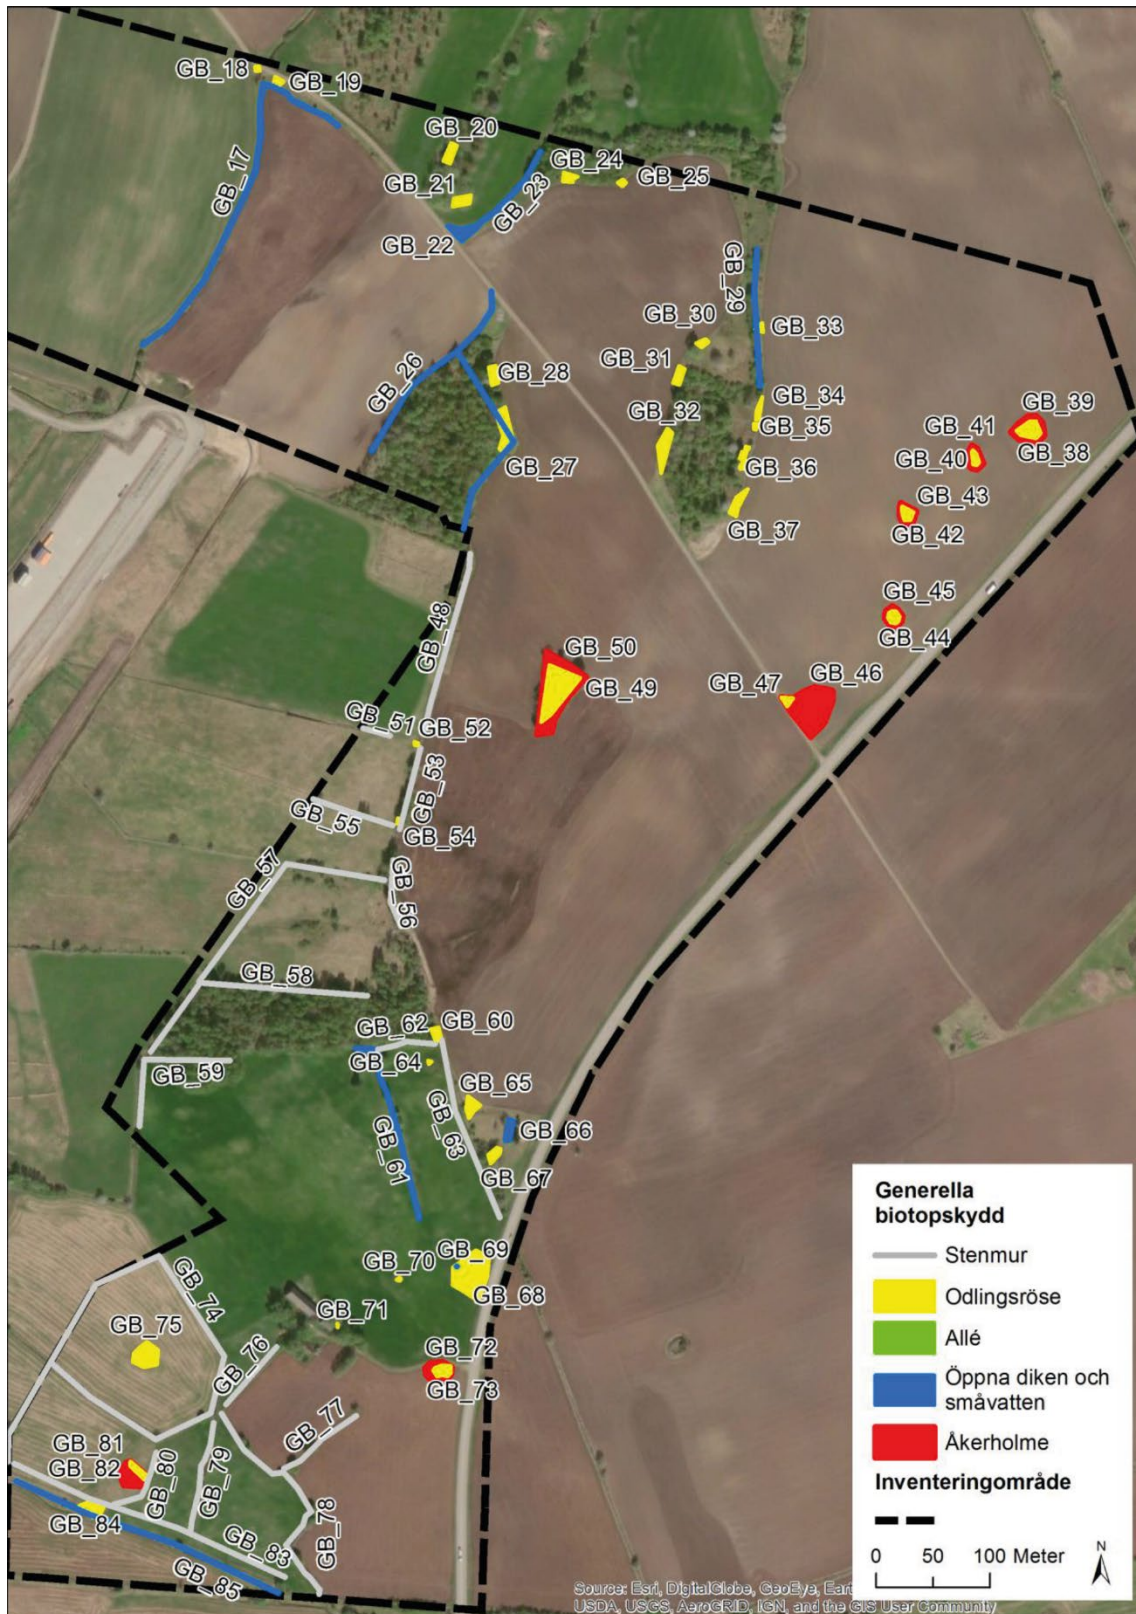 GB_18
GB_19
GB_20
GB_17
GB_24
GB_25
GB_21
GB_23
GB_22
GB_29
GB_30
GB_33
GB_26
GB_28
GB_31
GB_34
GB_32
GB_35
GB_39
GB_41
GB_38
GB_40
GB_27
GB_36
GB_43
GB_37
GB_42
GB_45
GB_44
GB_48
GB_50
GB_49
GB_47
GB_46
GB_51
GB_52
GB_53
GB_55
GB_54
GB_57
GB_56
GB_58
GB_62
GB_60
GB_64
GB_59
GB_65
GB_63
GB_66
GB_61
GB_67
GB_69
GB_70
GB_68
GB_74
GB_71
GB_75
GB_76
GB_72
GB_73
GB_77
GB_81
GB_82
GB_80
GB_79
GB_84
GB_78
GB_83
GB_85
Generella
biotopskydd
Stenmur
Odlingsröse
Allé
Öppna diken och
småvatten
Åkerholme
Inventeringområde
N
0 50 100 Meter
Source: Esri, DigitalGlobe, GeoEye,
USDA, USGS, AeroGRID, IGN, and the GIS User Community